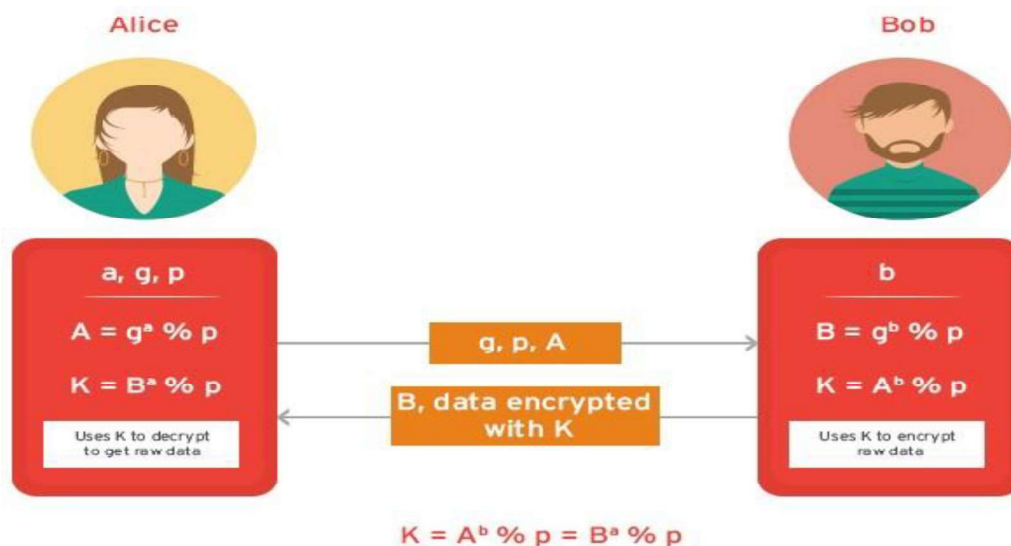 Alice
Bob
a, g, p
A = gᵃ % p
K = Bᵃ % p
Uses K to decrypt
to get raw data
g, p, A
B, data encrypted
with K
b
B = gᵇ % p
K = Aᵇ % p
Uses K to encrypt
raw data
K = Aᵇ % p = Bᵃ % p